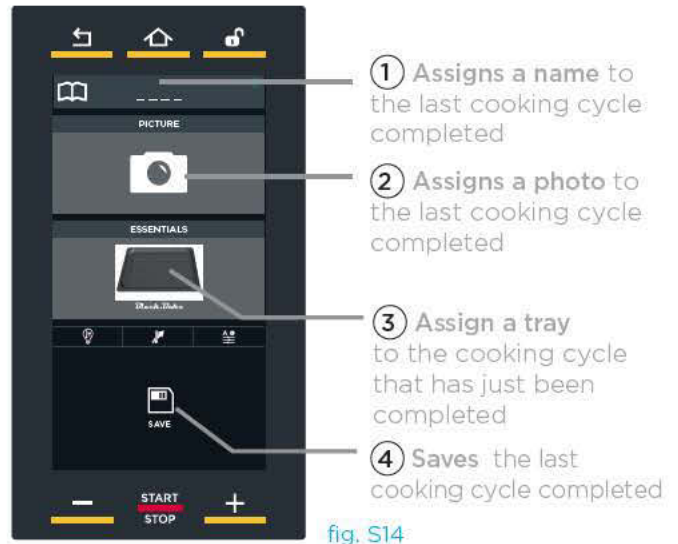 ① Assigns a name to
the last cooking cycle
completed
PICTURE
② Assigns a photo to
the last cooking cycle
completed
ESSENTIALS
Black.Bake
③ Assign a tray
to the cooking cycle
that has just been
completed
SAVE
④ Saves the last
cooking cycle completed
START
STOP
fig. S14